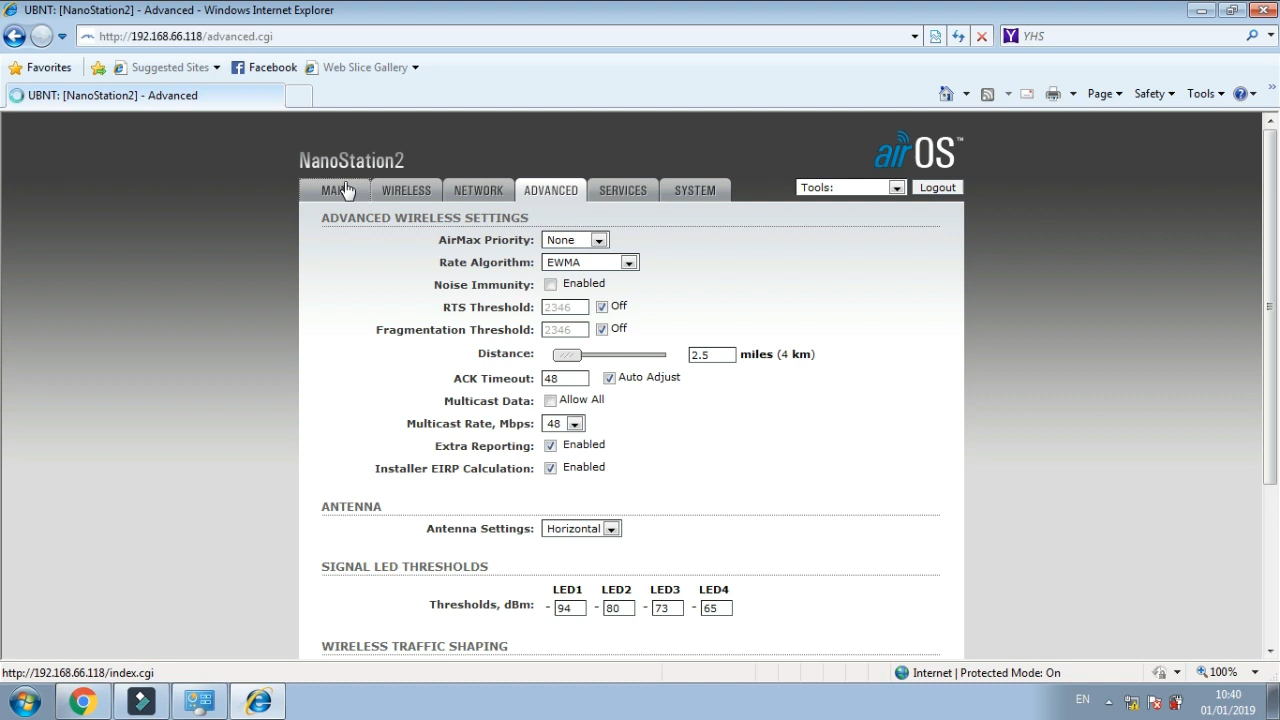 UBNT: [NanoStation2] - Advanced - Windows Internet Explorer
http://192.168.66.118/advanced.cgi
YHS
Favorites Suggested Sites Facebook Web Slice Gallery
UBNT: [NanoStation2] - Advanced
Page Safety Tools
NanoStation2
airOS™
WIRELESS NETWORK ADVANCED SERVICES SYSTEM Tools: Logout
ADVANCED WIRELESS SETTINGS
AirMax Priority: None
Rate Algorithm: EWMA
Noise Immunity: Enabled
RTS Threshold: 2346 Off
Fragmentation Threshold: 2346 Off
Distance: 2.5 miles (4 km)
ACK Timeout: 48 Auto Adjust
Multicast Data: Allow All
Multicast Rate, Mbps: 48
Extra Reporting: Enabled
Installer EIRP Calculation: Enabled
ANTENNA
Antenna Settings: Horizontal
SIGNAL LED THRESHOLDS
LED1 LED2 LED3 LED4
Thresholds, dBm: - 94 - 80 - 73 - 65
WIRELESS TRAFFIC SHAPING
http://192.168.66.118/index.cgi
Internet | Protected Mode: On
100%
EN
10:40
01/01/2019